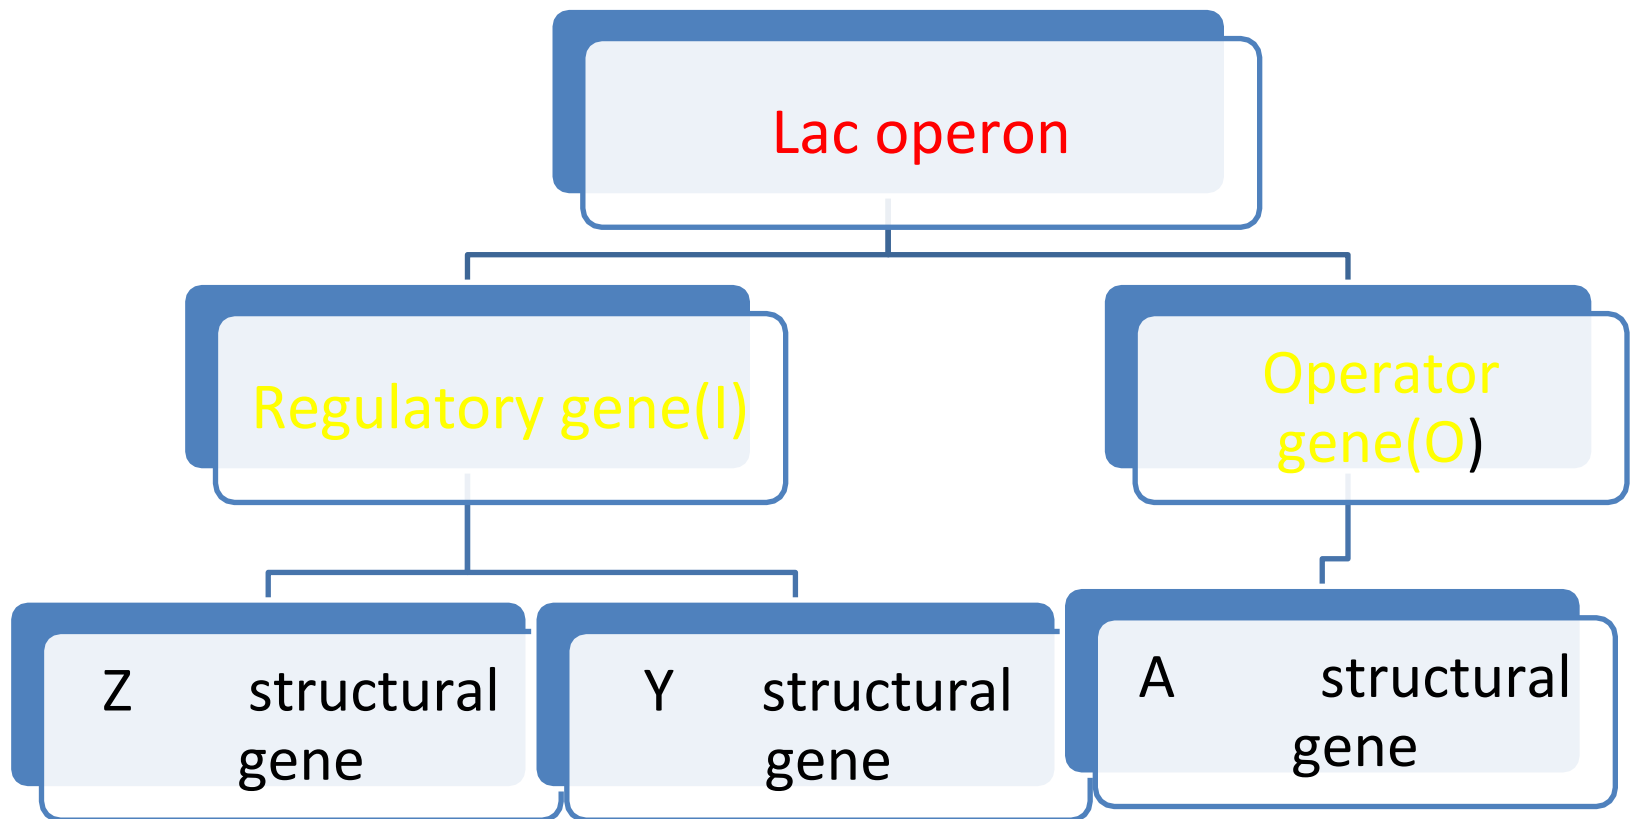 Lac operon
Regulatory gene(I)
Operator
gene(O)
Z structural
gene
Y structural
gene
A structural
gene